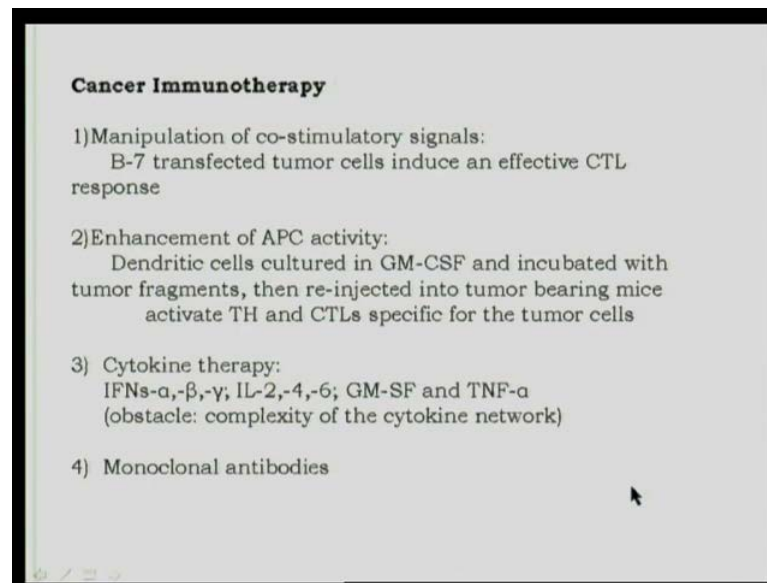 Cancer Immunotherapy
1)Manipulation of co-stimulatory signals:
B-7 transfected tumor cells induce an effective CTL
response
2)Enhancement of APC activity:
Dendritic cells cultured in GM-CSF and incubated with
tumor fragments, then re-injected into tumor bearing mice
activate TH and CTLs specific for the tumor cells
3) Cytokine therapy:
IFNs-α,-β,-γ; IL-2,-4,-6; GM-SF and TNF-α
(obstacle: complexity of the cytokine network)
4) Monoclonal antibodies